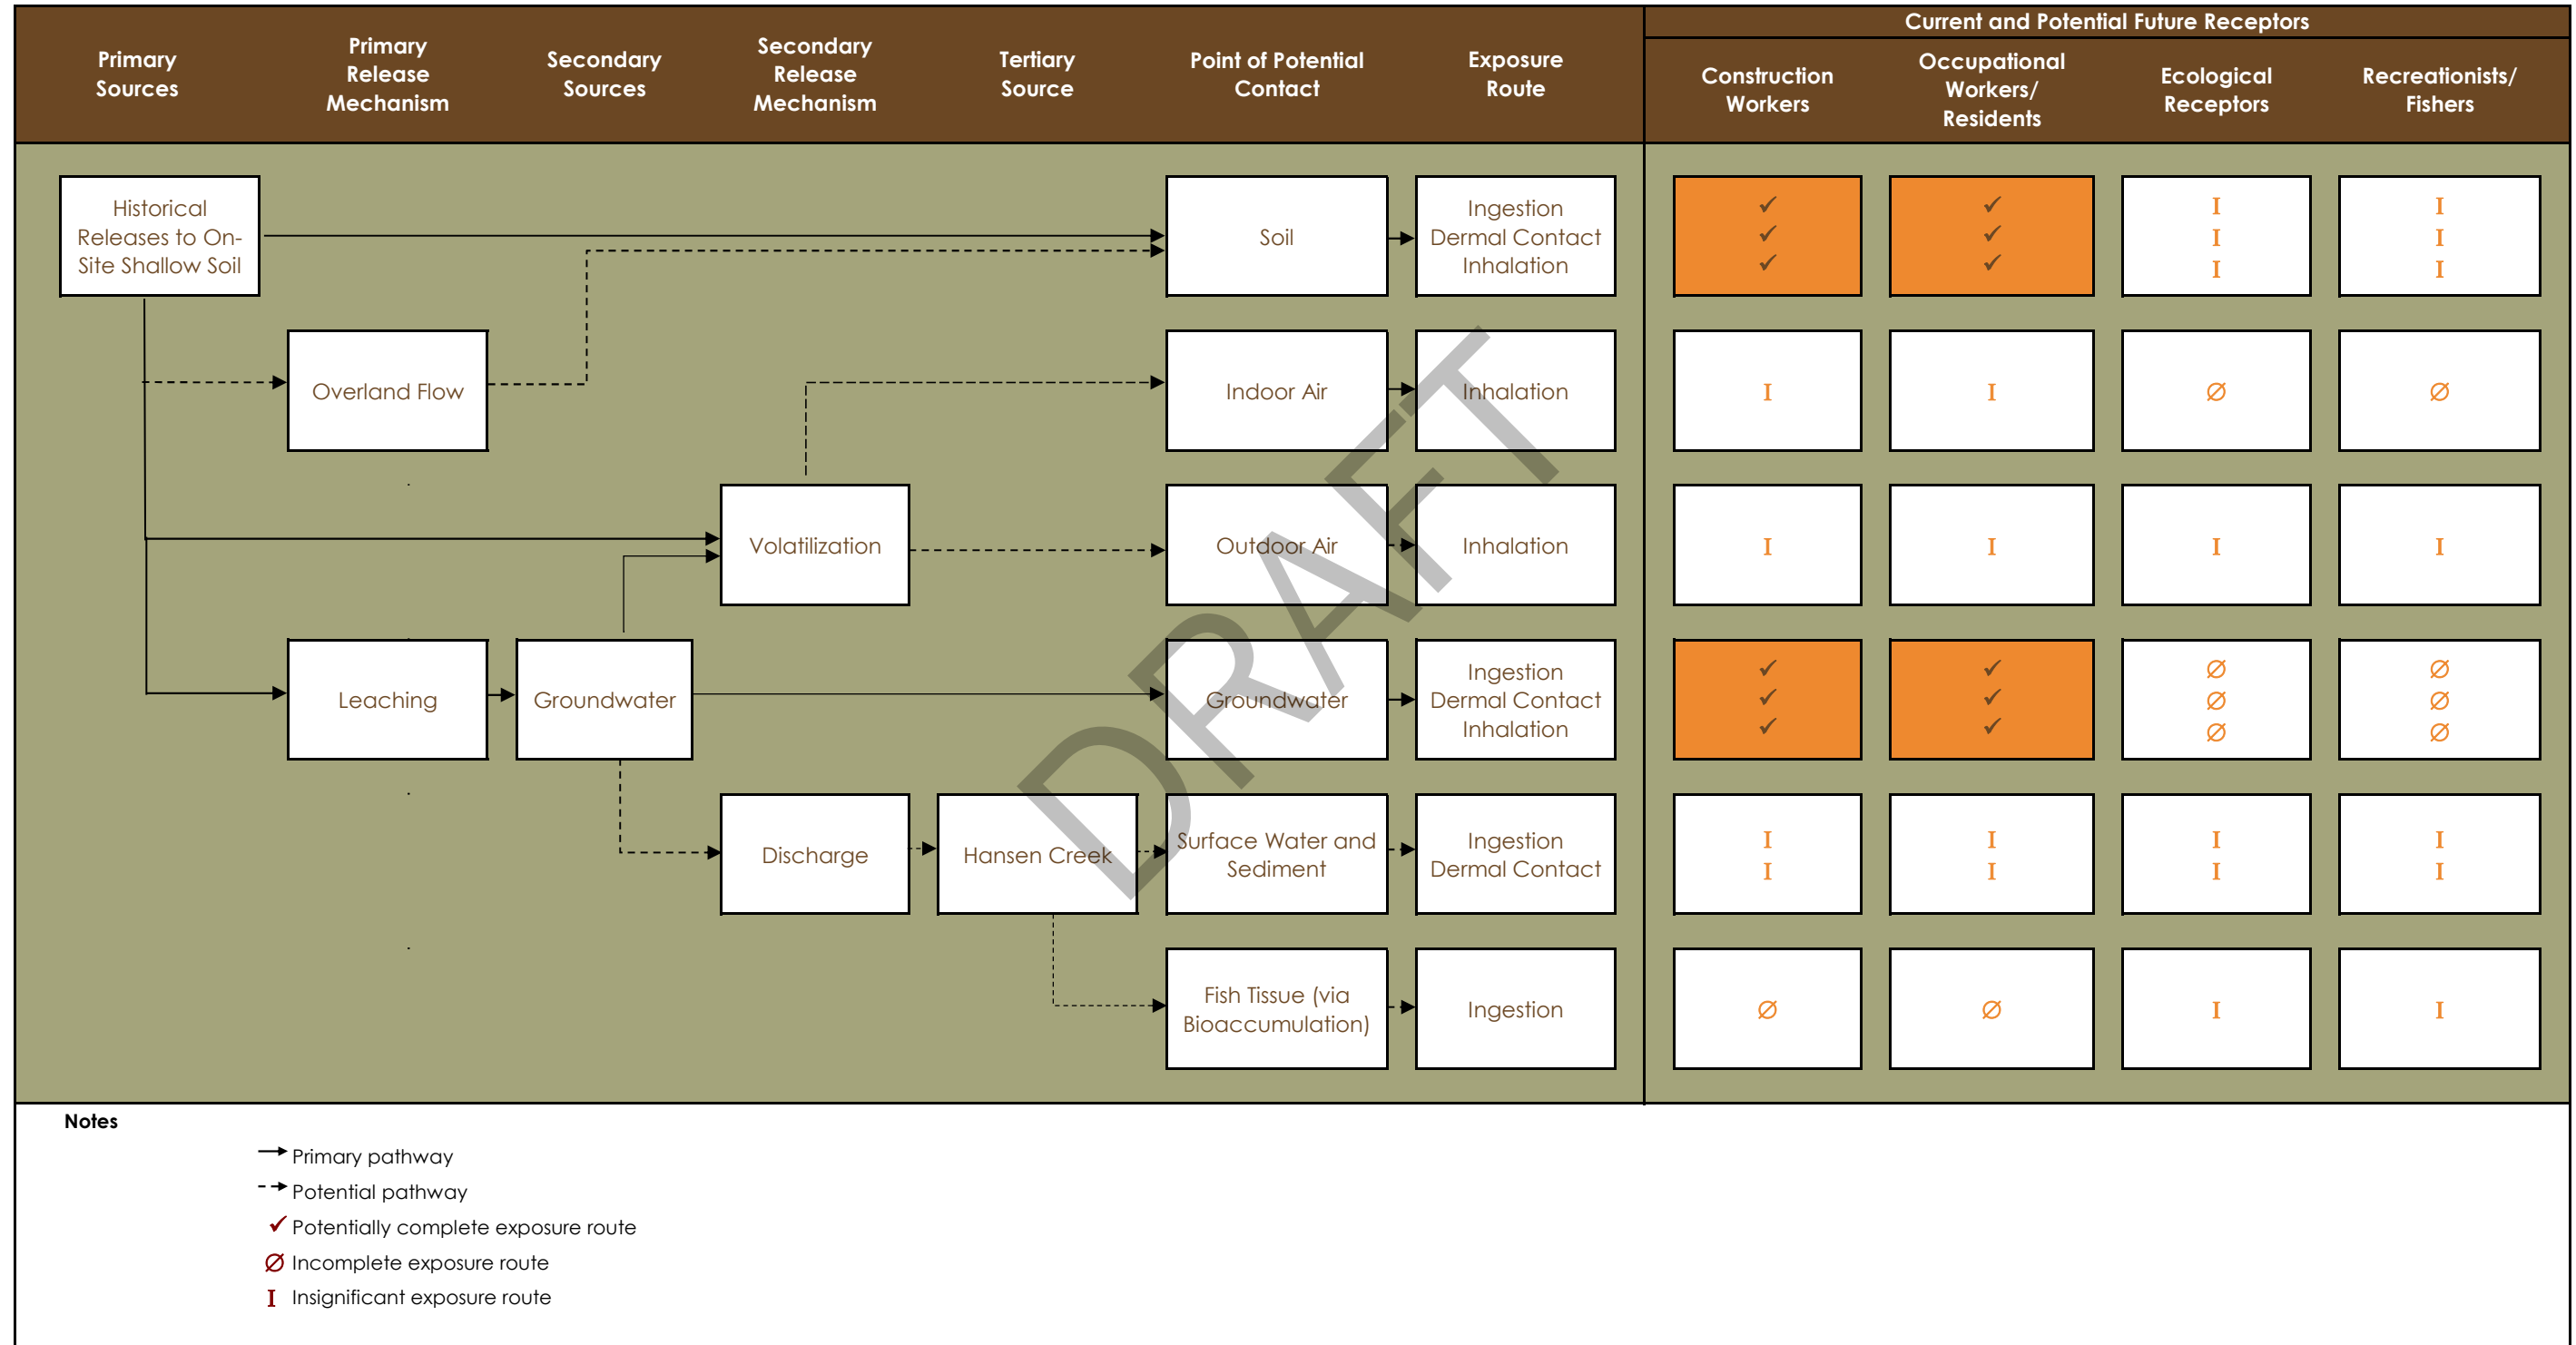 Current and Potential Future Receptors
Primary
Sources
Primary
Release
Mechanism
Secondary
Sources
Secondary
Release
Mechanism
Tertiary
Source
Point of Potential
Contact
Exposure
Route
Construction
Workers
Occupational
Workers/
Residents
Ecological
Receptors
Recreationists/
Fishers
Historical
Releases to On-
Site Shallow Soil
Soil
Ingestion
Dermal Contact
Inhalation
✓
✓
✓
✓
✓
✓
I
I
I
I
I
I
Overland Flow
Indoor Air
Inhalation
I
I
∅
∅
Volatilization
Outdoor Air
Inhalation
I
I
I
I
Leaching
Groundwater
Groundwater
Ingestion
Dermal Contact
Inhalation
✓
✓
✓
✓
✓
✓
∅
∅
∅
∅
∅
∅
Discharge
Hansen Creek
Surface Water and
Sediment
Ingestion
Dermal Contact
I
I
I
I
I
I
I
I
Fish Tissue (via
Bioaccumulation)
Ingestion
∅
∅
I
I
DRAFT
Notes
Primary pathway
Potential pathway
✓ Potentially complete exposure route
∅ Incomplete exposure route
I Insignificant exposure route